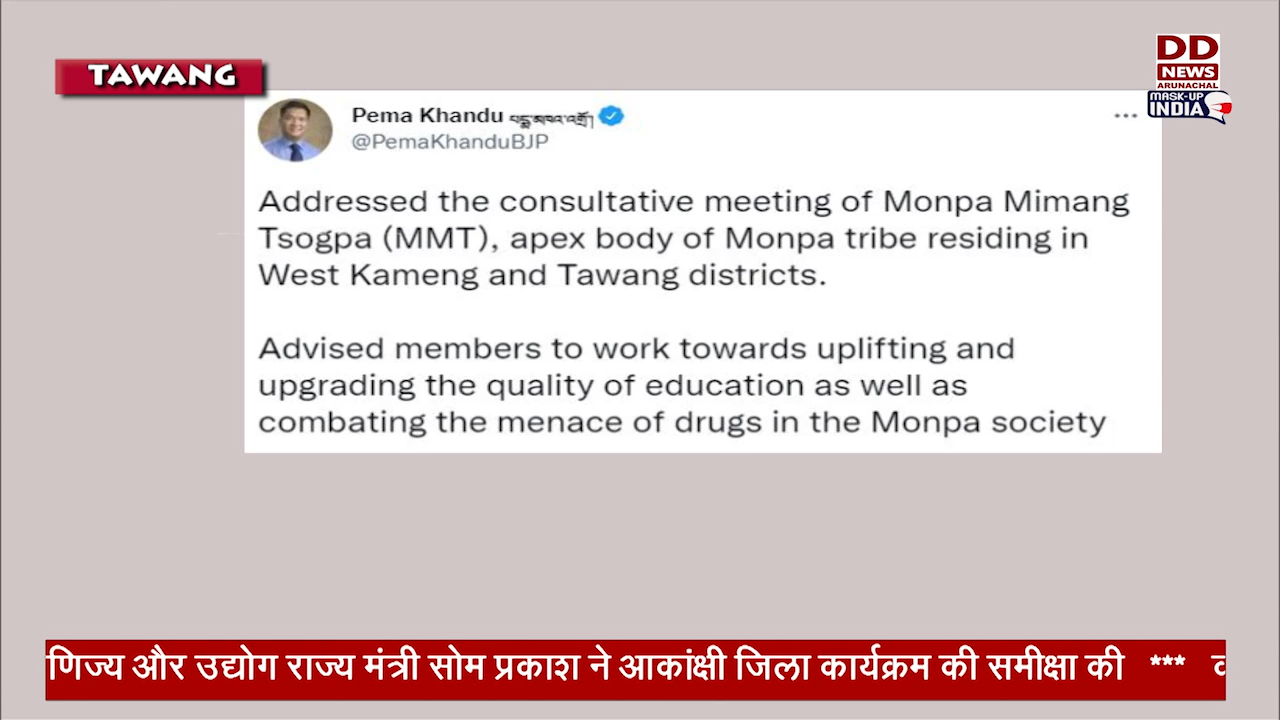 TAWANG
DD
NEWS
ARUNACHAL
MASK-UP
INDIA
Pema Khandu པདྨ་མཁའ་འགྲོ།
@PemaKhanduBJP
Addressed the consultative meeting of Monpa Mimang
Tsogpa (MMT), apex body of Monpa tribe residing in
West Kameng and Tawang districts.
Advised members to work towards uplifting and
upgrading the quality of education as well as
combating the menace of drugs in the Monpa society
णिज्य और उद्योग राज्य मंत्री सोम प्रकाश ने आकांक्षी जिला कार्यक्रम की समीक्षा की ***